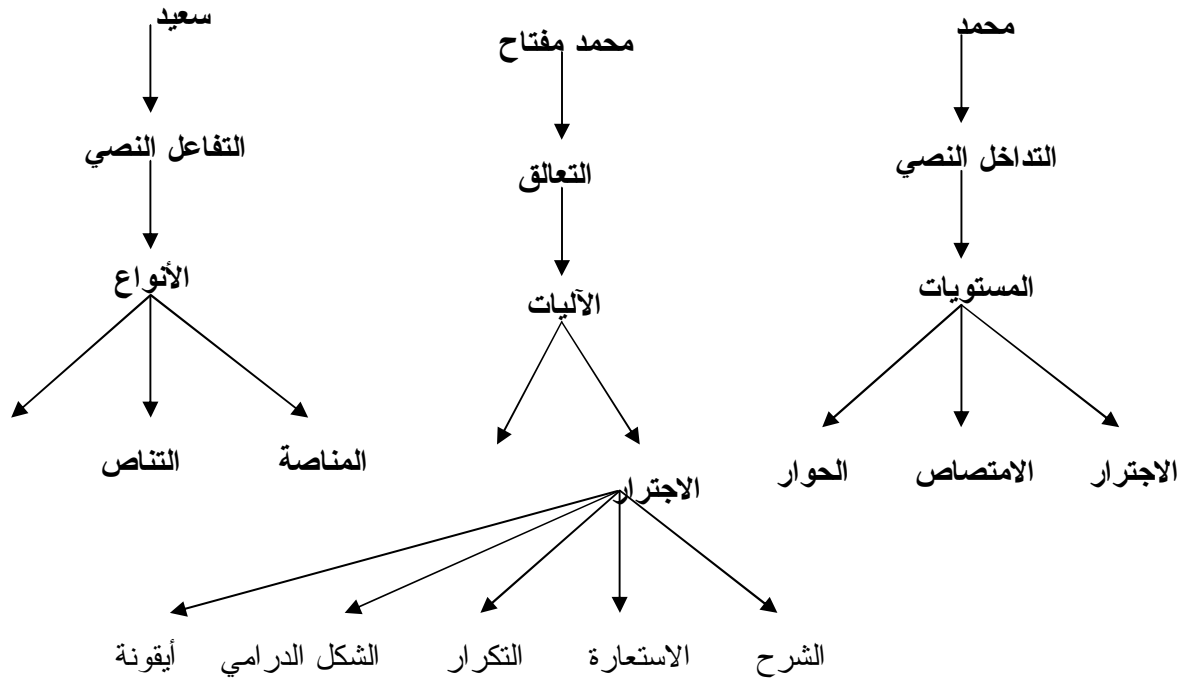 محمد
محمد مفتاح
سعيد
التداخل النصي
التعالق
التفاعل النصي
المستويات
الآليات
الأنواع
الاجترار
الامتصاص
الحوار
الاجترار
المناصة
التناص
الشرح
الاستعارة
التكرار
الشكل الدرامي
أيقونة